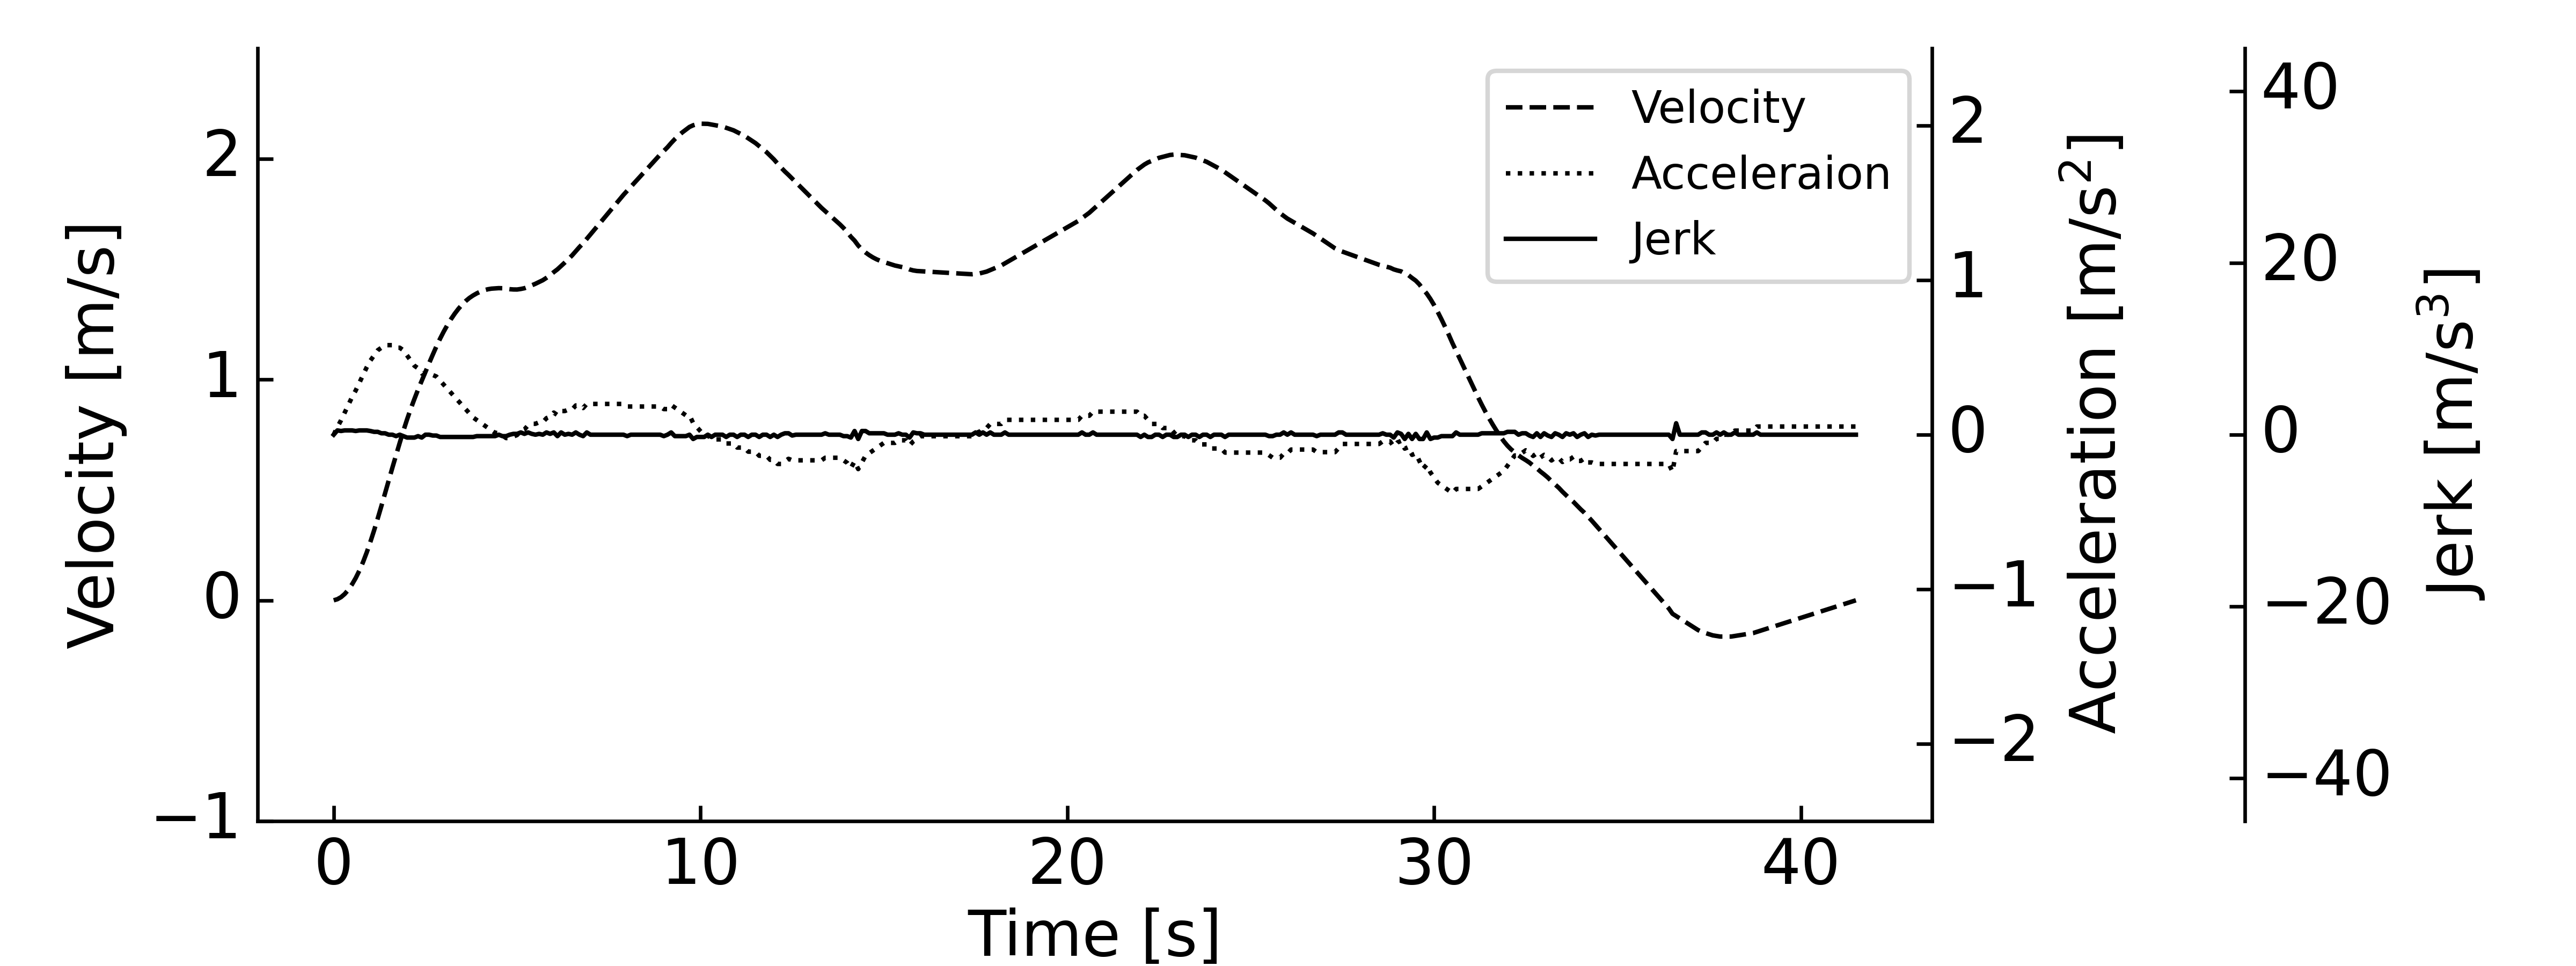 Velocity [m/s]
2
1
0
−1
0
10
20
30
40
Time [s]
Velocity
Acceleraion
Jerk
2
1
0
−1
−2
Acceleration [m/s²]
40
20
0
−20
−40
Jerk [m/s³]